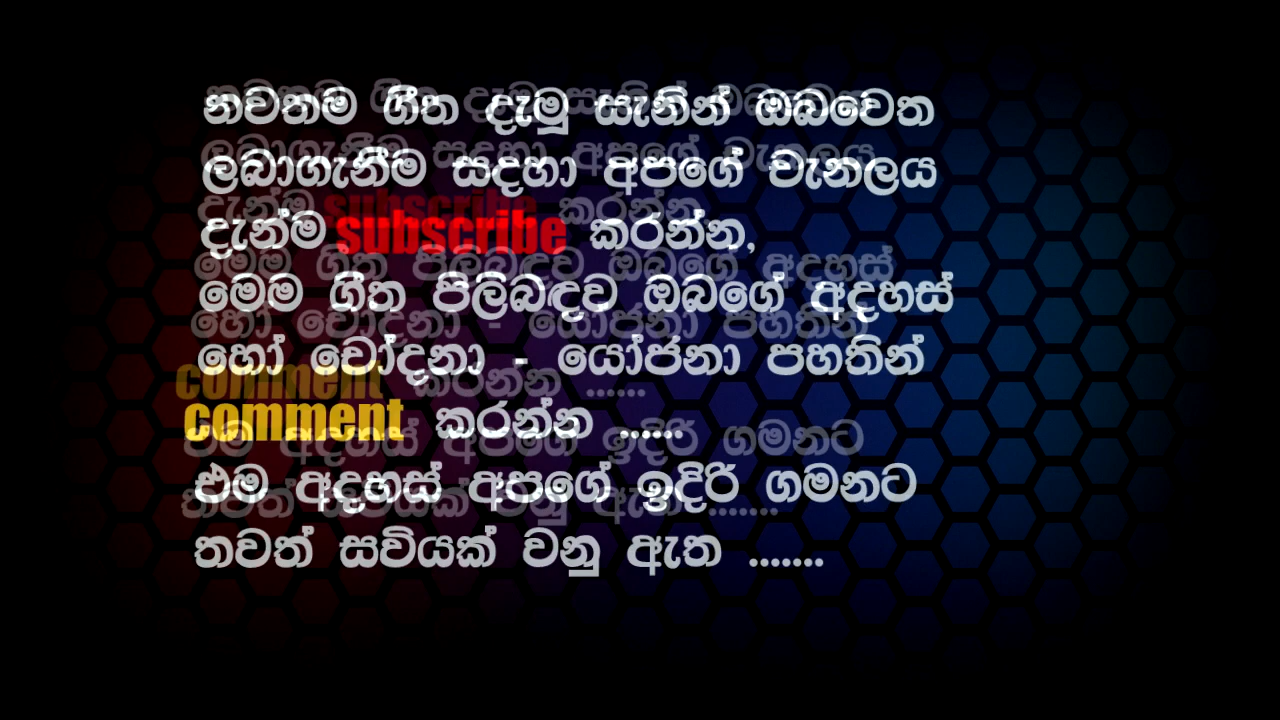 නවතම ගීත දැමූ සැනින් ඔබවෙත
ලබාගැනීම සදහා අපගේ චැනලය
දැන්ම subscribe කරන්න,
මෙම ගීත පිලිබඳව ඔබගේ අදහස්
හෝ චෝදනා - යෝජනා පහතින්
comment කරන්න ......
එම අදහස් අපගේ ඉදිරි ගමනට
තවත් සවියක් වනු ඇත .......